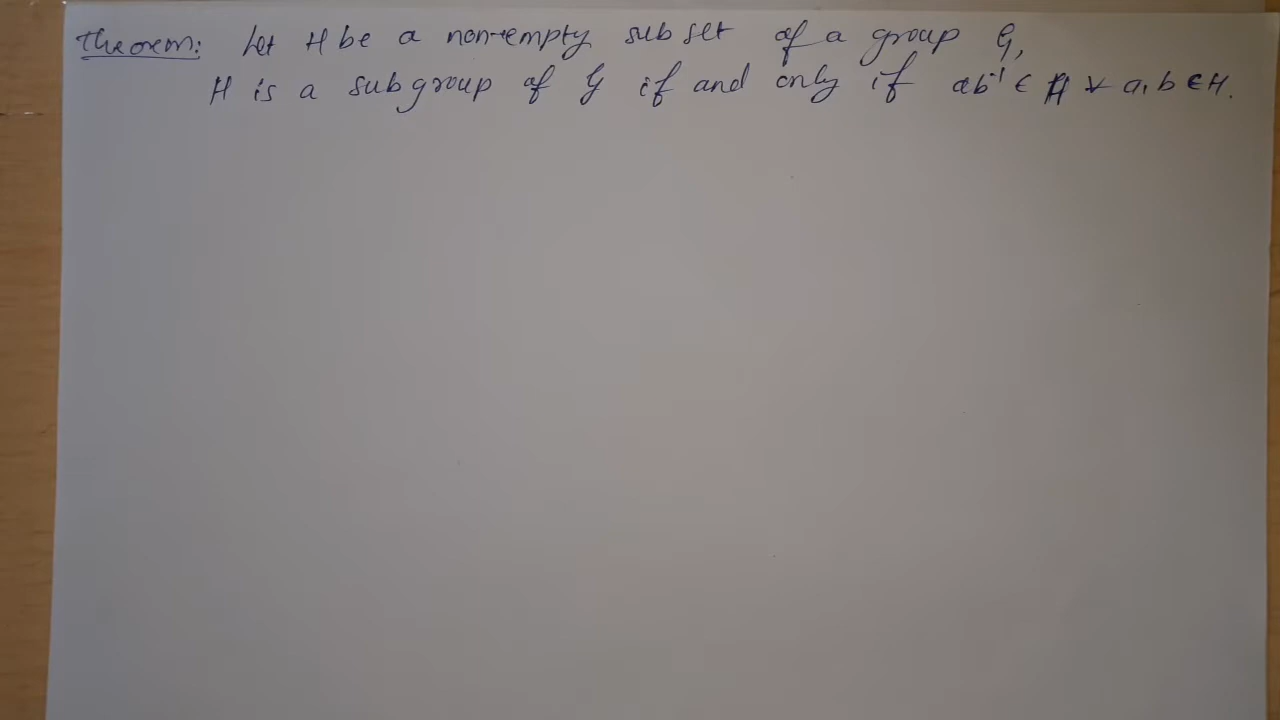 Theorem: Let H be a non-empty subset of a group G,
H is a subgroup of G if and only if ab⁻¹ ∈ H ∀ a, b ∈ H.